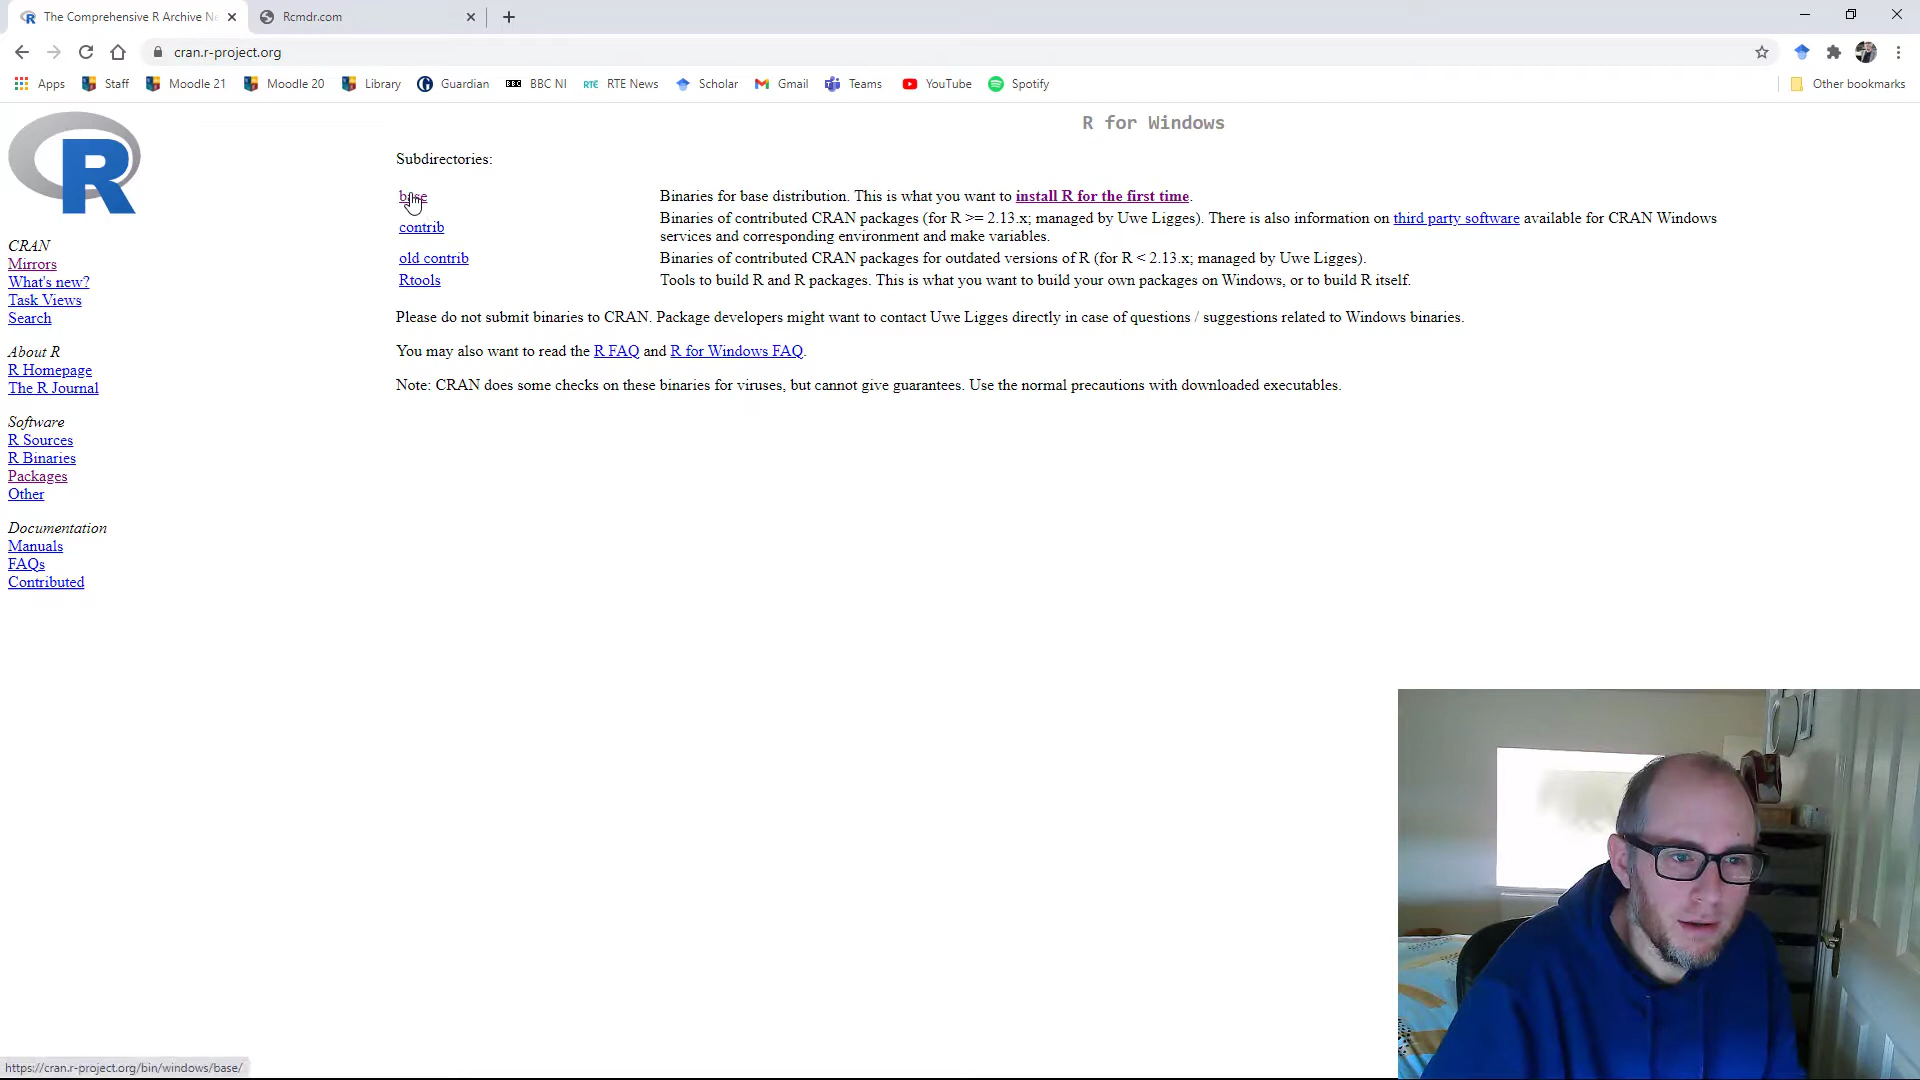 The Comprehensive R Archive Ne
Rcmdr.com
cran.r-project.org
Apps Staff Moodle 21 Moodle 20 Library Guardian BBC NI RTE News Scholar Gmail Teams YouTube Spotify Other bookmarks
R for Windows
Subdirectories:
base Binaries for base distribution. This is what you want to install R for the first time.
contrib Binaries of contributed CRAN packages (for R >= 2.13.x; managed by Uwe Ligges). There is also information on third party software available for CRAN Windows
services and corresponding environment and make variables.
old contrib Binaries of contributed CRAN packages for outdated versions of R (for R < 2.13.x; managed by Uwe Ligges).
Rtools Tools to build R and R packages. This is what you want to build your own packages on Windows, or to build R itself.
Please do not submit binaries to CRAN. Package developers might want to contact Uwe Ligges directly in case of questions / suggestions related to Windows binaries.
You may also want to read the R FAQ and R for Windows FAQ.
Note: CRAN does some checks on these binaries for viruses, but cannot give guarantees. Use the normal precautions with downloaded executables.
R
CRAN
Mirrors
What's new?
Task Views
Search
About R
R Homepage
The R Journal
Software
R Sources
R Binaries
Packages
Other
Documentation
Manuals
FAQs
Contributed
https://cran.r-project.org/bin/windows/base/